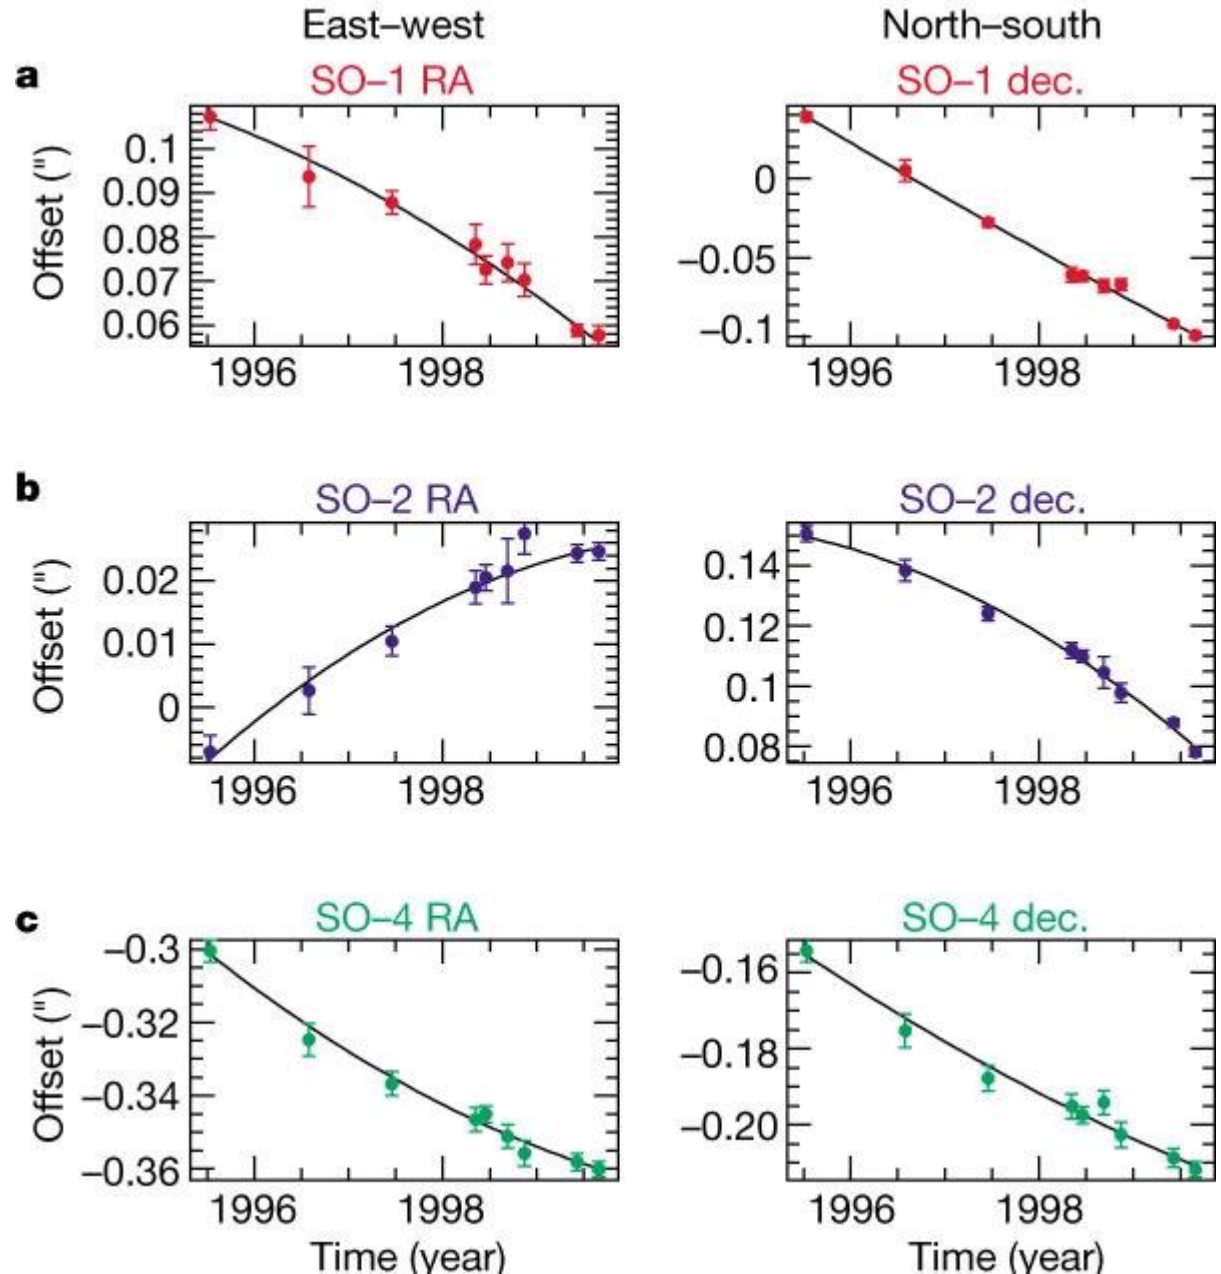 East–west North–south
a
SO–1 RA SO–1 dec.
Offset (")
0.1
0.09
0.08
0.07
0.06
1996 1998
0
−0.05
−0.1
1996 1998
b
SO–2 RA SO–2 dec.
Offset (")
0.02
0.01
0
1996 1998
0.14
0.12
0.1
0.08
1996 1998
c
SO–4 RA SO–4 dec.
Offset (")
−0.3
−0.32
−0.34
−0.36
1996 1998
Time (year)
−0.16
−0.18
−0.20
1996 1998
Time (year)